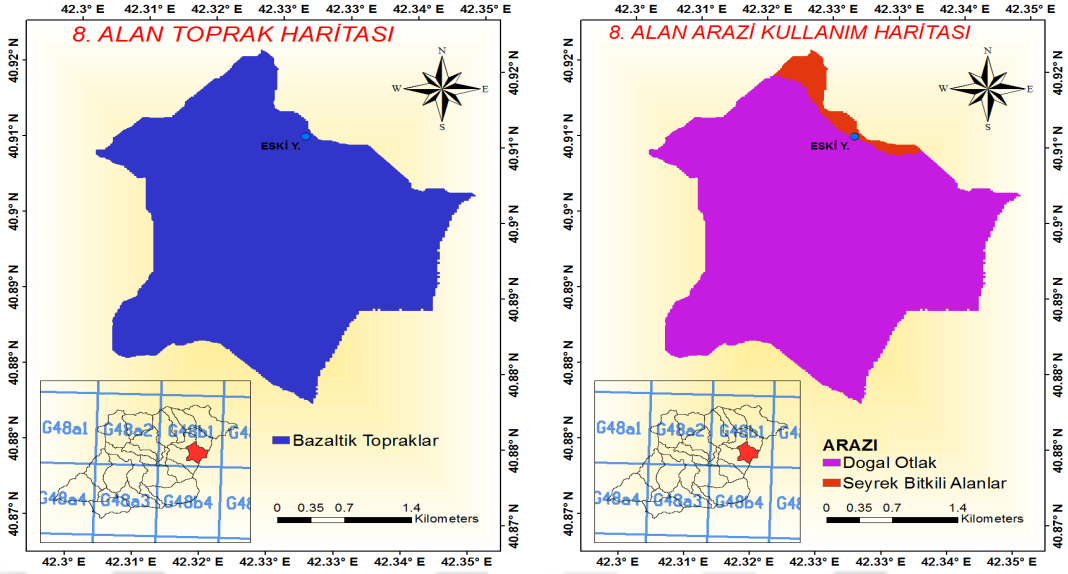 42.3° E 42.31° E 42.32° E 42.33° E 42.33° E 42.34° E 42.35° E
8. ALAN TOPRAK HARİTASI
40.92° N
40.91° N
40.9° N
40.89° N
40.88° N
40.88° N
40.87° N
40.92° N
40.91° N
40.9° N
40.89° N
40.88° N
40.88° N
40.87° N
N
W E
S
ESKİ Y.
G48a1 G48a2 G48b1 G4
G48a4 G48a3 G48b4 G48
Bazaltik Topraklar
0 0.35 0.7 1.4
Kilometers
42.3° E 42.31° E 42.32° E 42.33° E 42.33° E 42.34° E 42.35° E
42.3° E 42.31° E 42.32° E 42.33° E 42.33° E 42.34° E 42.35° E
8. ALAN ARAZİ KULLANIM HARİTASI
40.92° N
40.91° N
40.9° N
40.89° N
40.88° N
40.88° N
40.87° N
40.92° N
40.91° N
40.9° N
40.89° N
40.88° N
40.88° N
40.87° N
N
W E
S
ESKİ Y.
G48a1 G48a2 G48b1 G4
G48a4 G48a3 G48b4 G48
ARAZI
Dogal Otlak
Seyrek Bitkili Alanlar
0 0.35 0.7 1.4
Kilometers
42.3° E 42.31° E 42.32° E 42.33° E 42.33° E 42.34° E 42.35° E